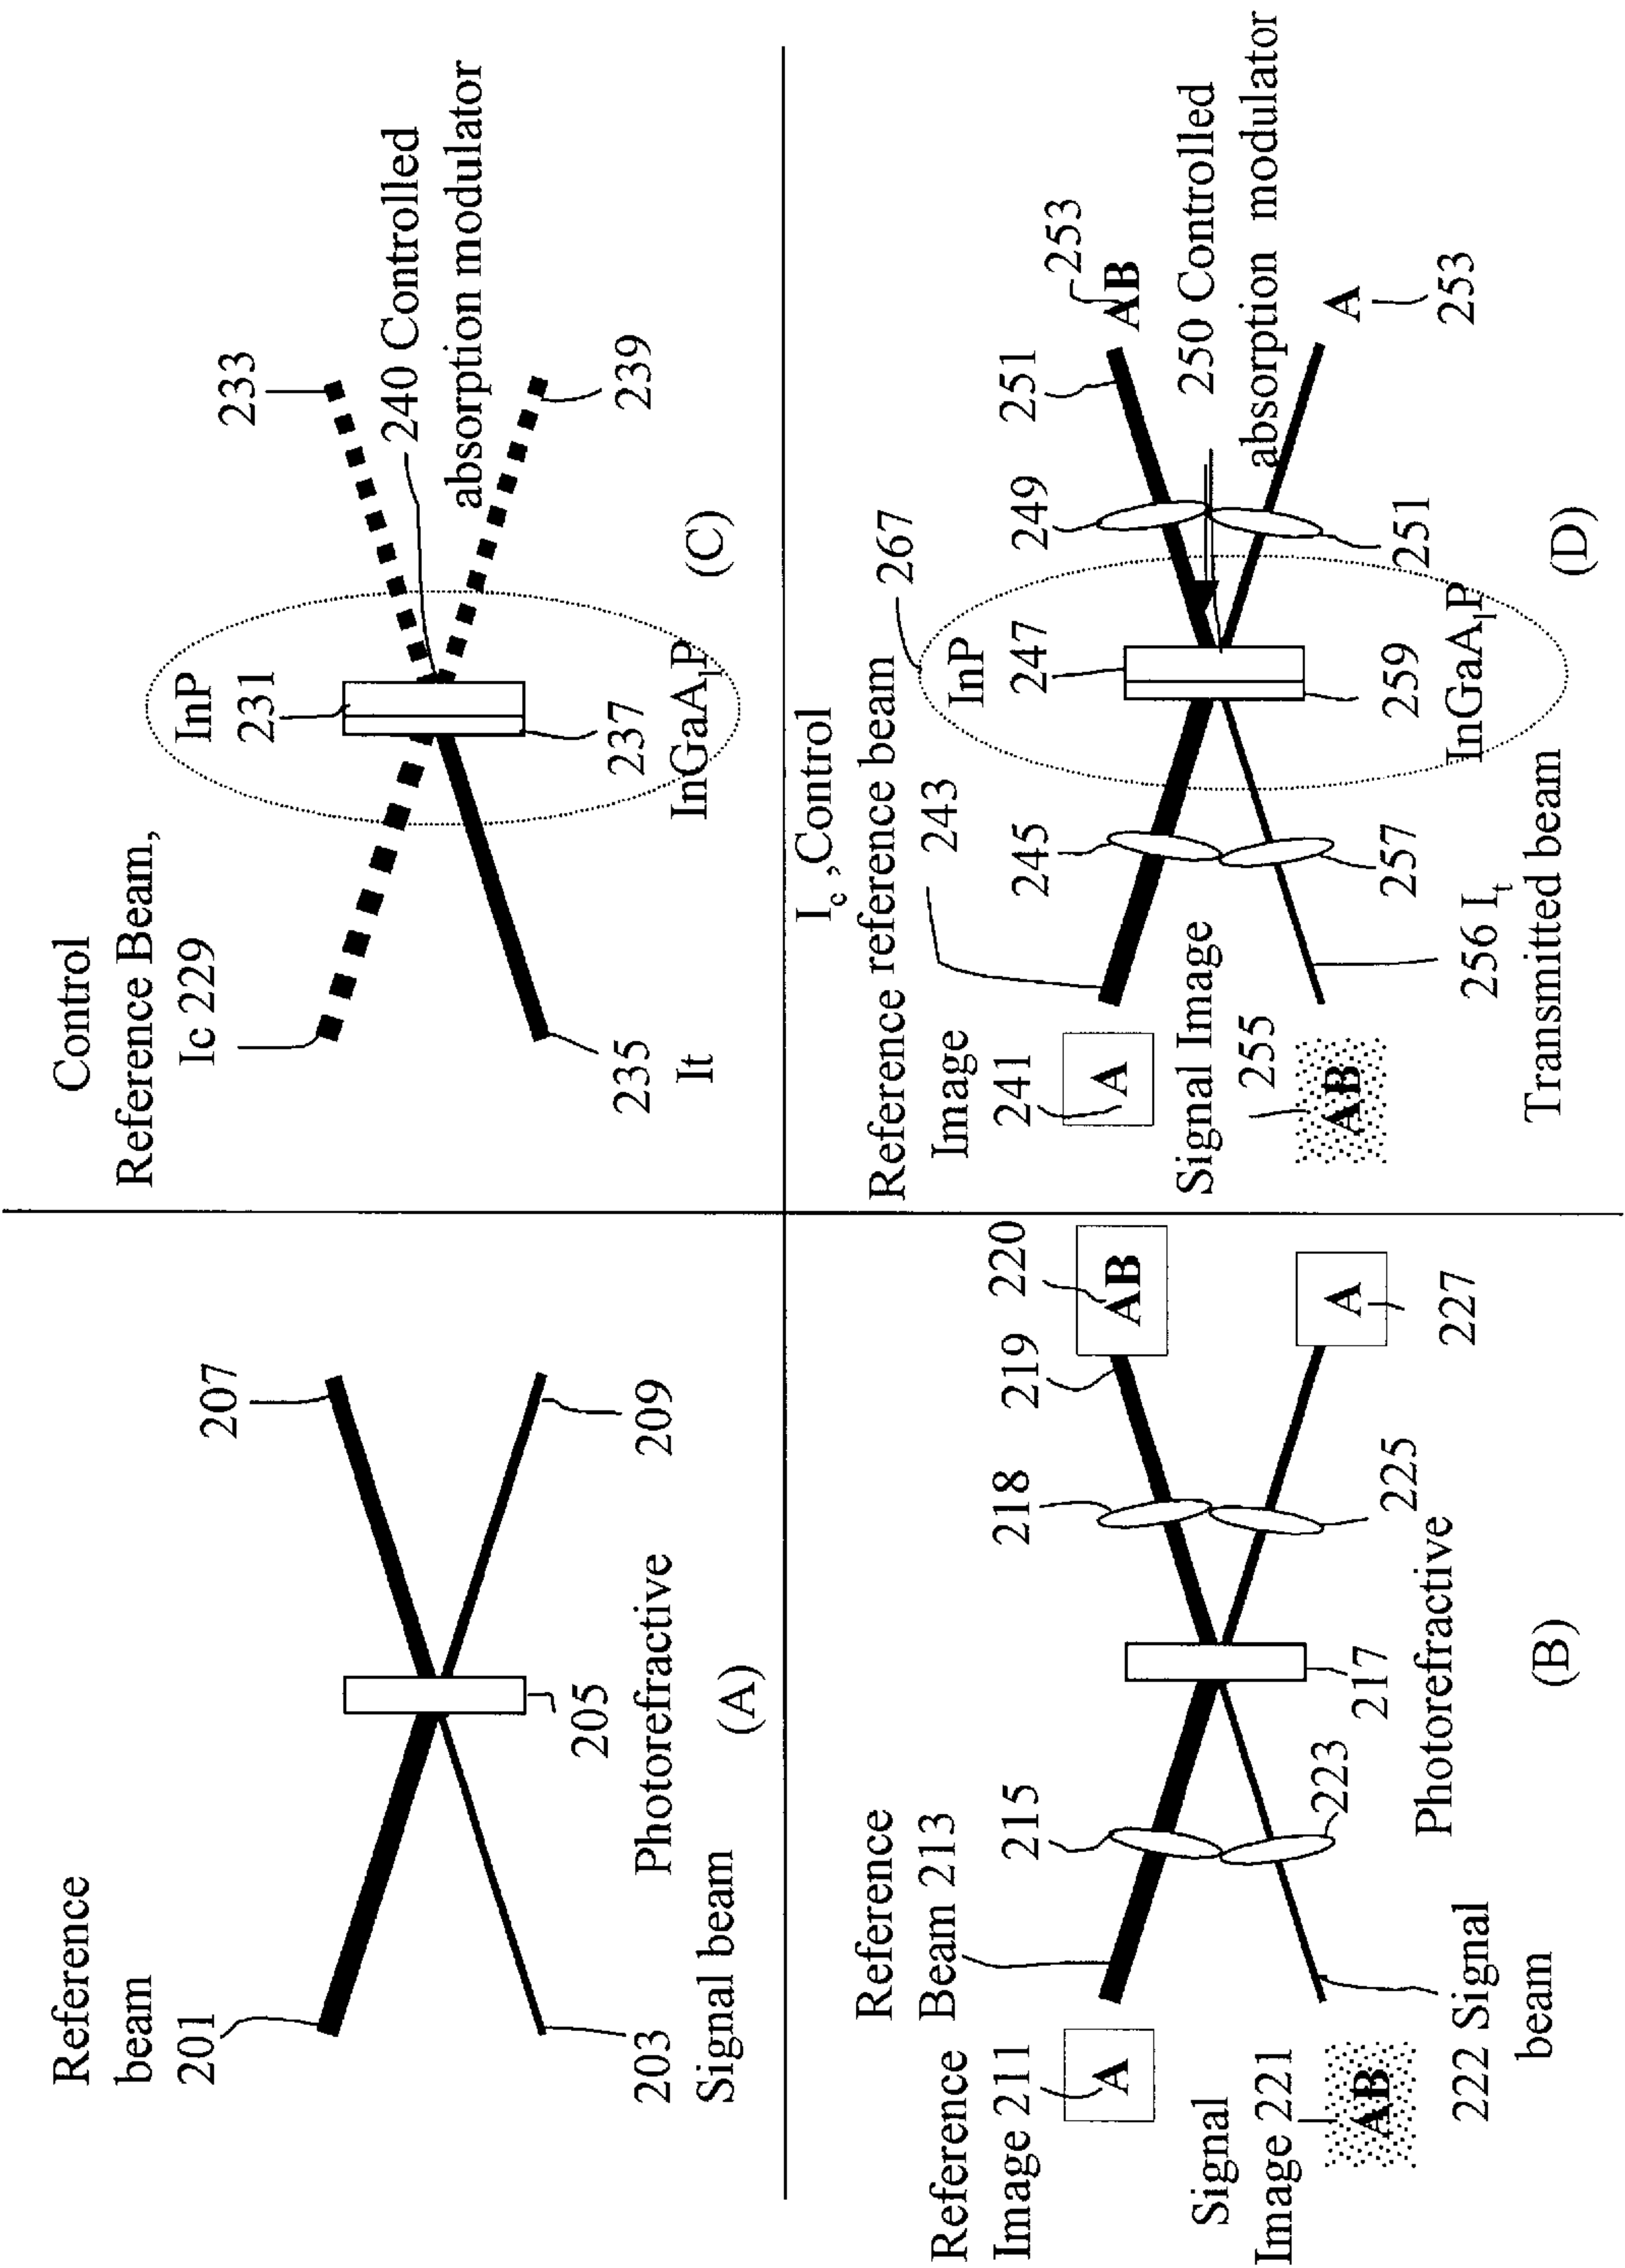 Reference
beam
201
207
205
209
Photorefractive
203
Signal beam
(A)
Reference
Beam 213
Reference
Image 211
A
215
218
219
220
AB
Signal
Image 221
AB
223
217
225
A
227
Photorefractive
222 Signal
beam
(B)
Control
Reference Beam,
Ic 229
InP
231
233
240 Controlled
absorption modulator
235
It
237
InGaAlP
239
(C)
Ic ,Control
Reference reference beam
Image
243
267
241
A
245
InP
247
249
251
253
AB
Signal Image
255
AB
250 Controlled
absorption modulator
A
253
257
259
251
InGaAlP
256 It
Transmitted beam
(D)